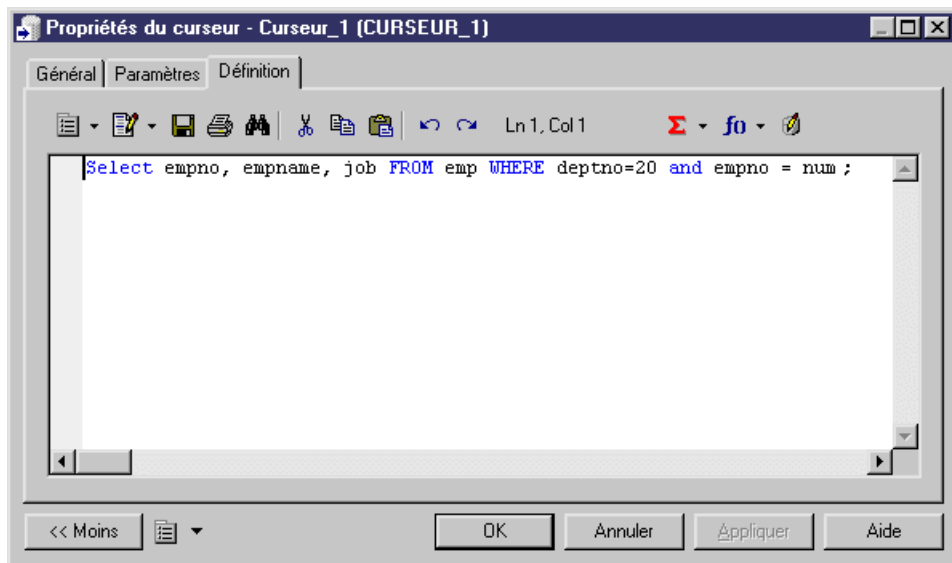 Propriétés du curseur - Curseur_1 (CURSEUR_1)
Général Paramètres Définition
Ln 1, Col 1 Σ f()
Select empno, empname, job FROM emp WHERE deptno=20 and empno = num ;
<< Moins OK Annuler Appliquer Aide